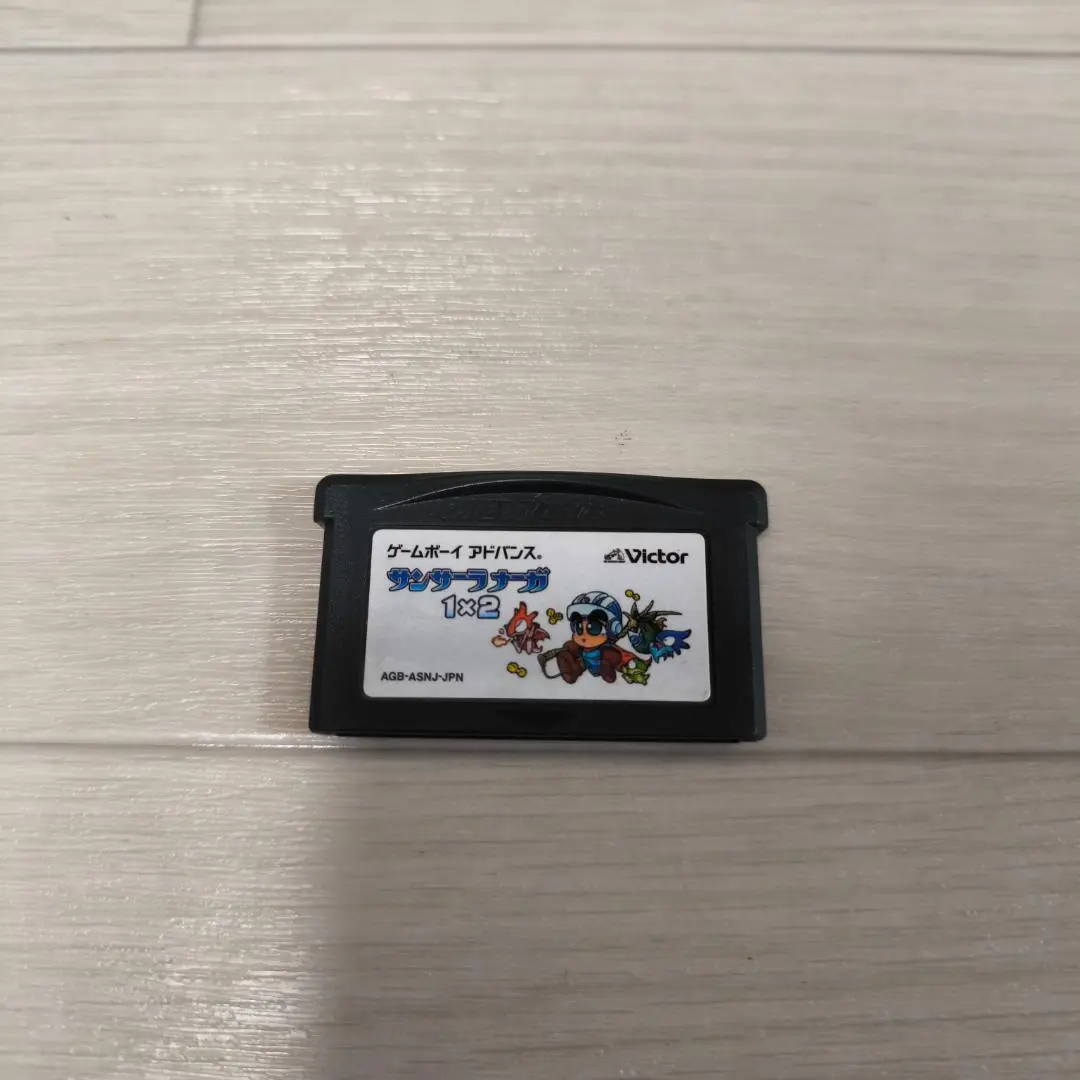 ゲームボーイ アドバンス®
Victor
サンサーラ ナーガ
1×2
AGB-ASNJ-JPN